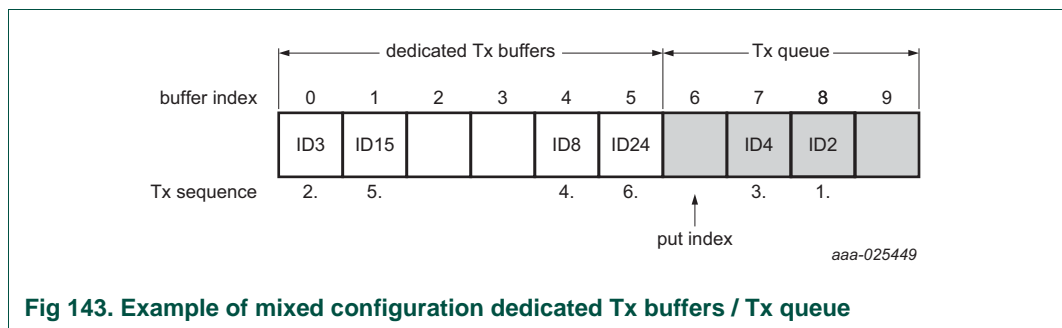 dedicated Tx buffers Tx queue
buffer index 0 1 2 3 4 5 6 7 8 9
ID3 ID15 ID8 ID24 ID4 ID2
Tx sequence 2. 5. 4. 6. 3. 1.
put index
aaa-025449
Fig 143. Example of mixed configuration dedicated Tx buffers / Tx queue